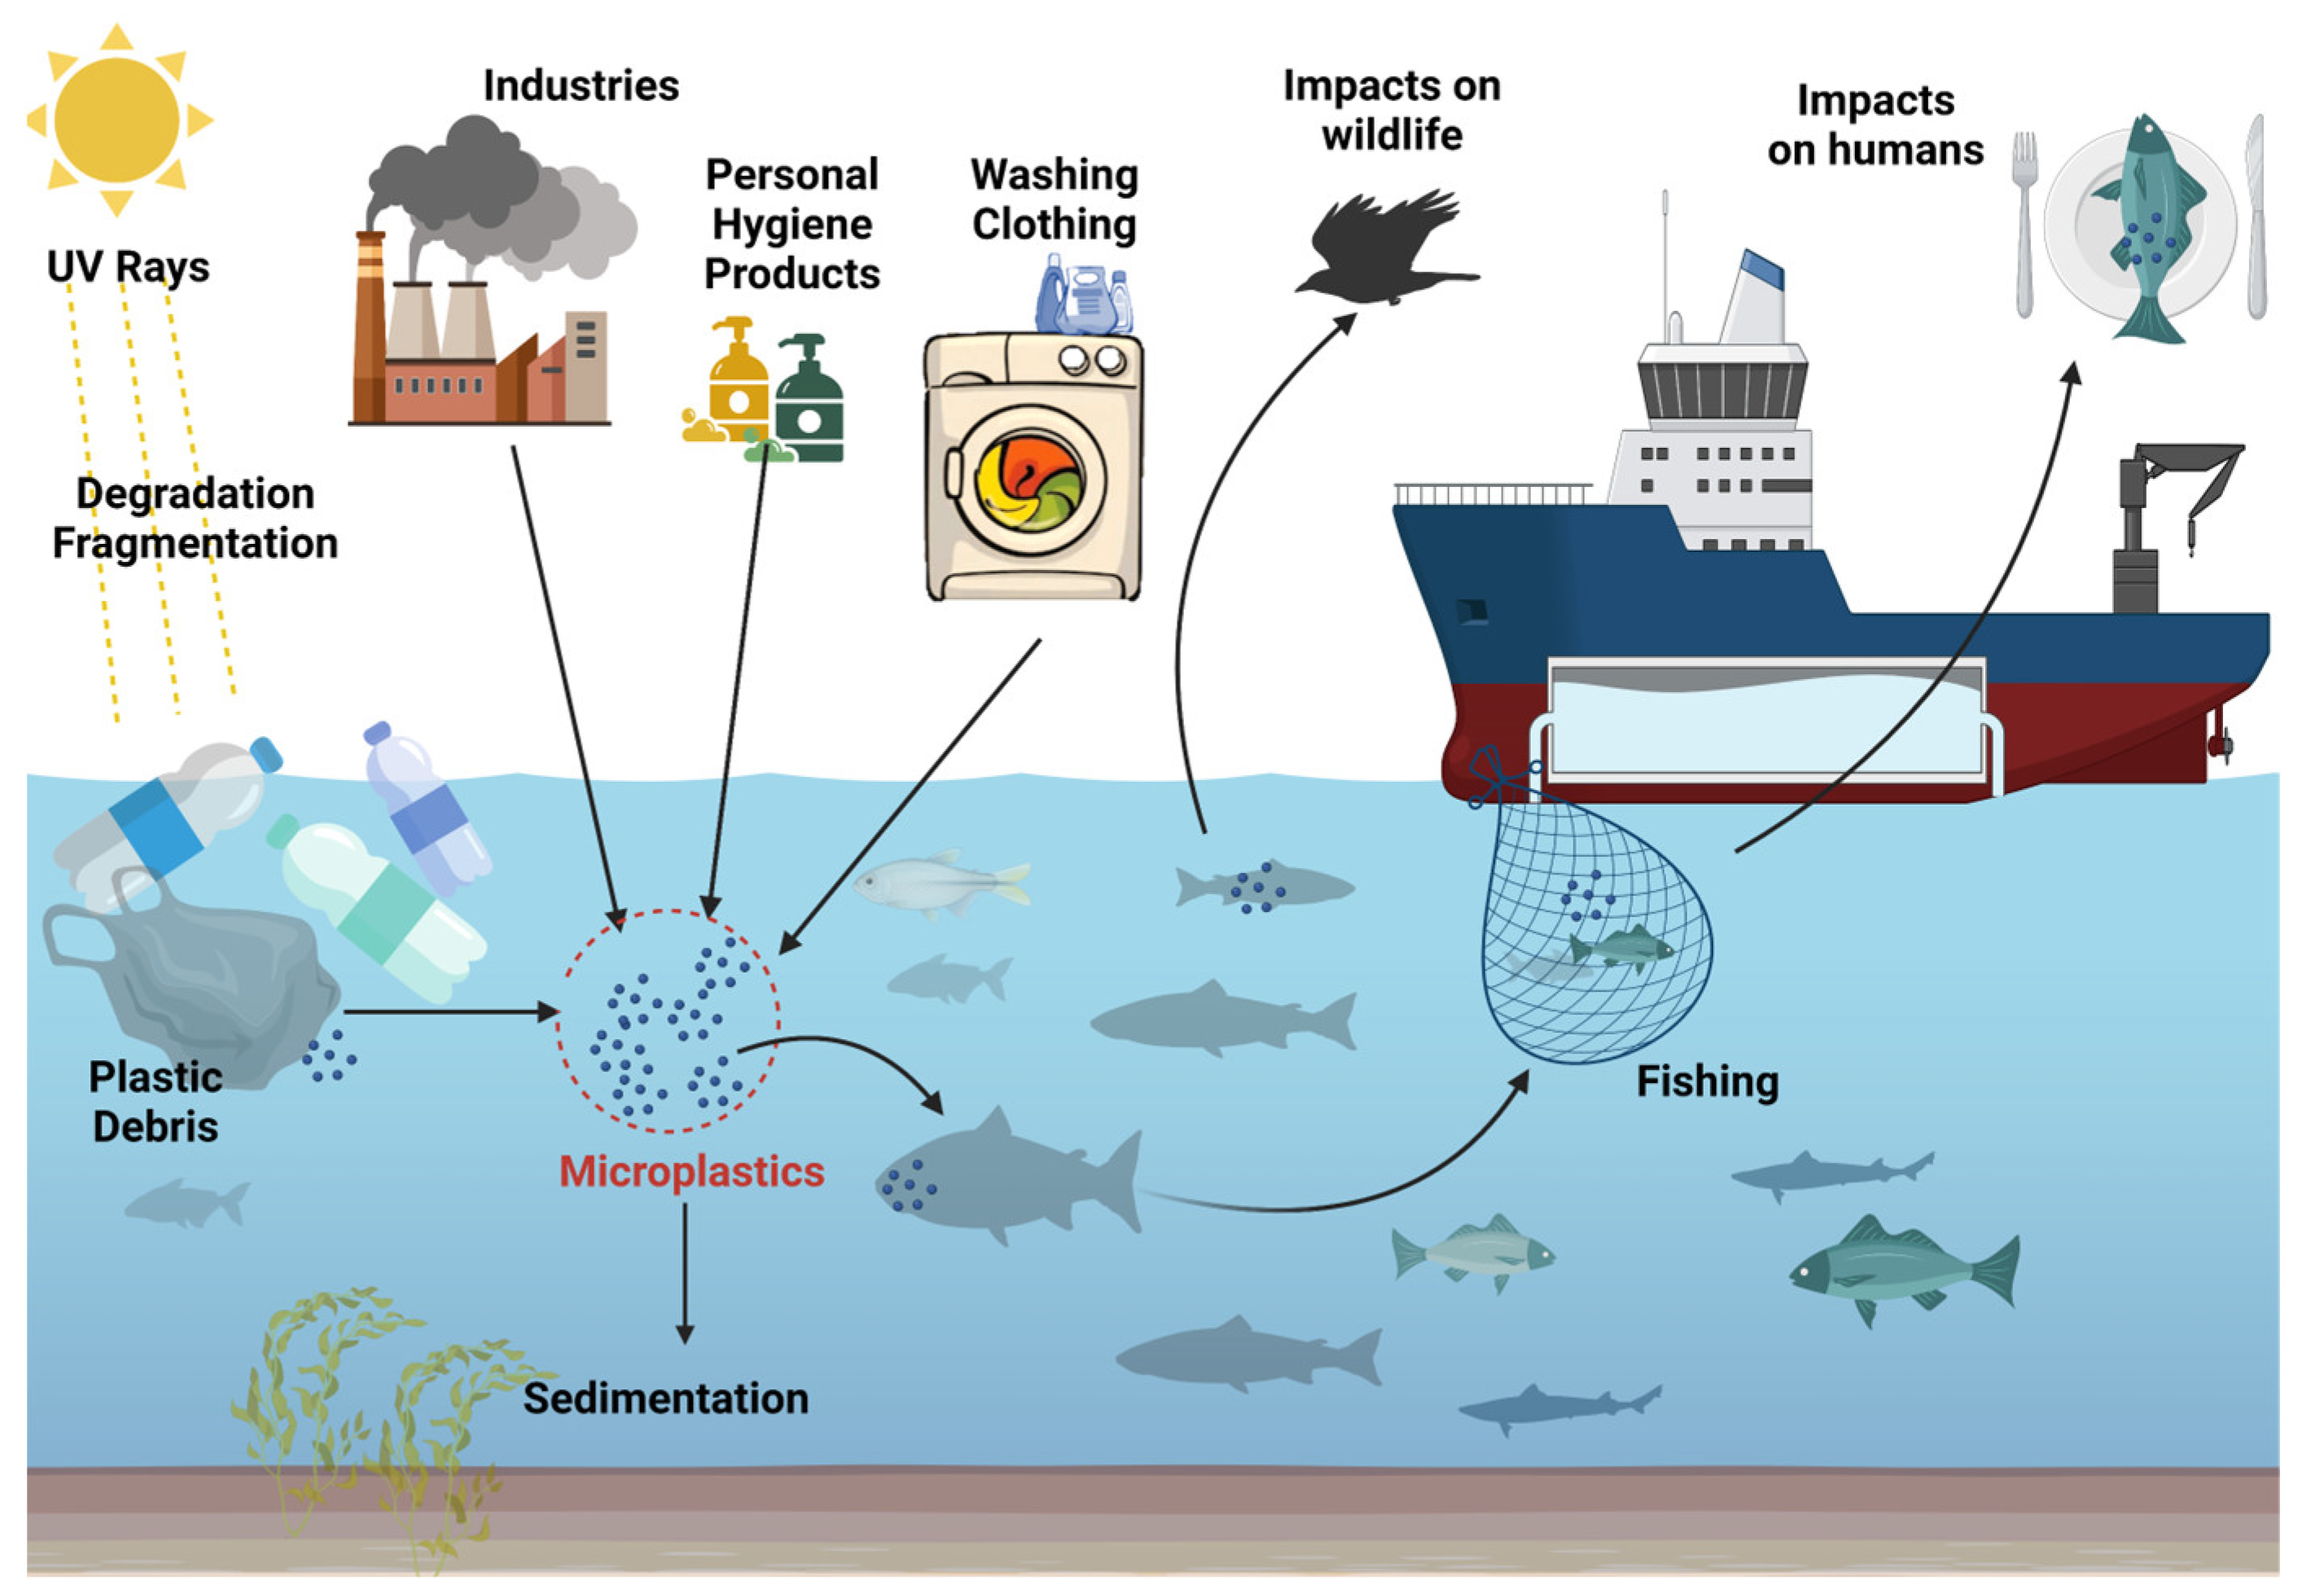 Industries
Impacts on
wildlife
Impacts
on humans
Personal
Hygiene
Products
Washing
Clothing
UV Rays
Degradation
Fragmentation
Plastic
Debris
Microplastics
Fishing
Sedimentation